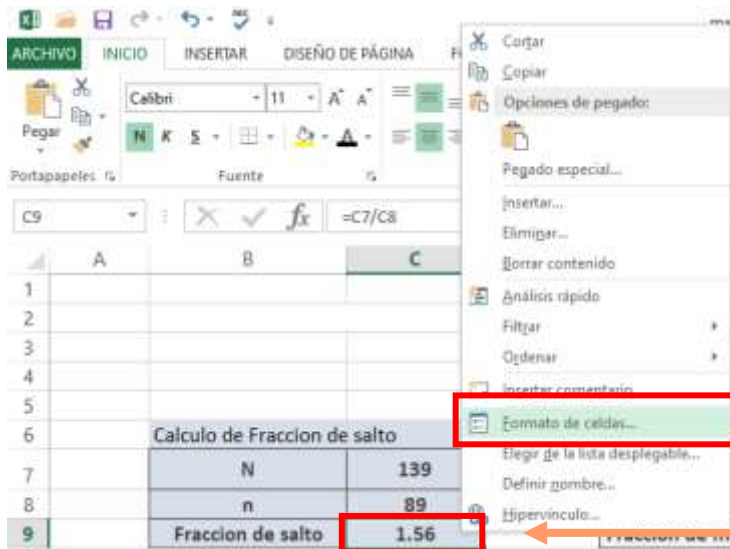 ARCHIVO INICIO INSERTAR DISEÑO DE PÁGINA
Pegar
Calibri 11 A A
N K S A
Portapapeles Fuente
C9 fx =C7/C8
A B C
1
2
3
4
5
6 Calculo de Fraccion de salto
7 N 139
8 n 89
9 Fraccion de salto 1.56
Cortar
Copiar
Opciones de pegado:
Pegado especial...
Insertar...
Eliminar...
Borrar contenido
Análisis rápido
Filtrar
Ordenar
Insertar comentario
Formato de celdas...
Elegir de la lista desplegable...
Definir nombre...
Hipervínculo...